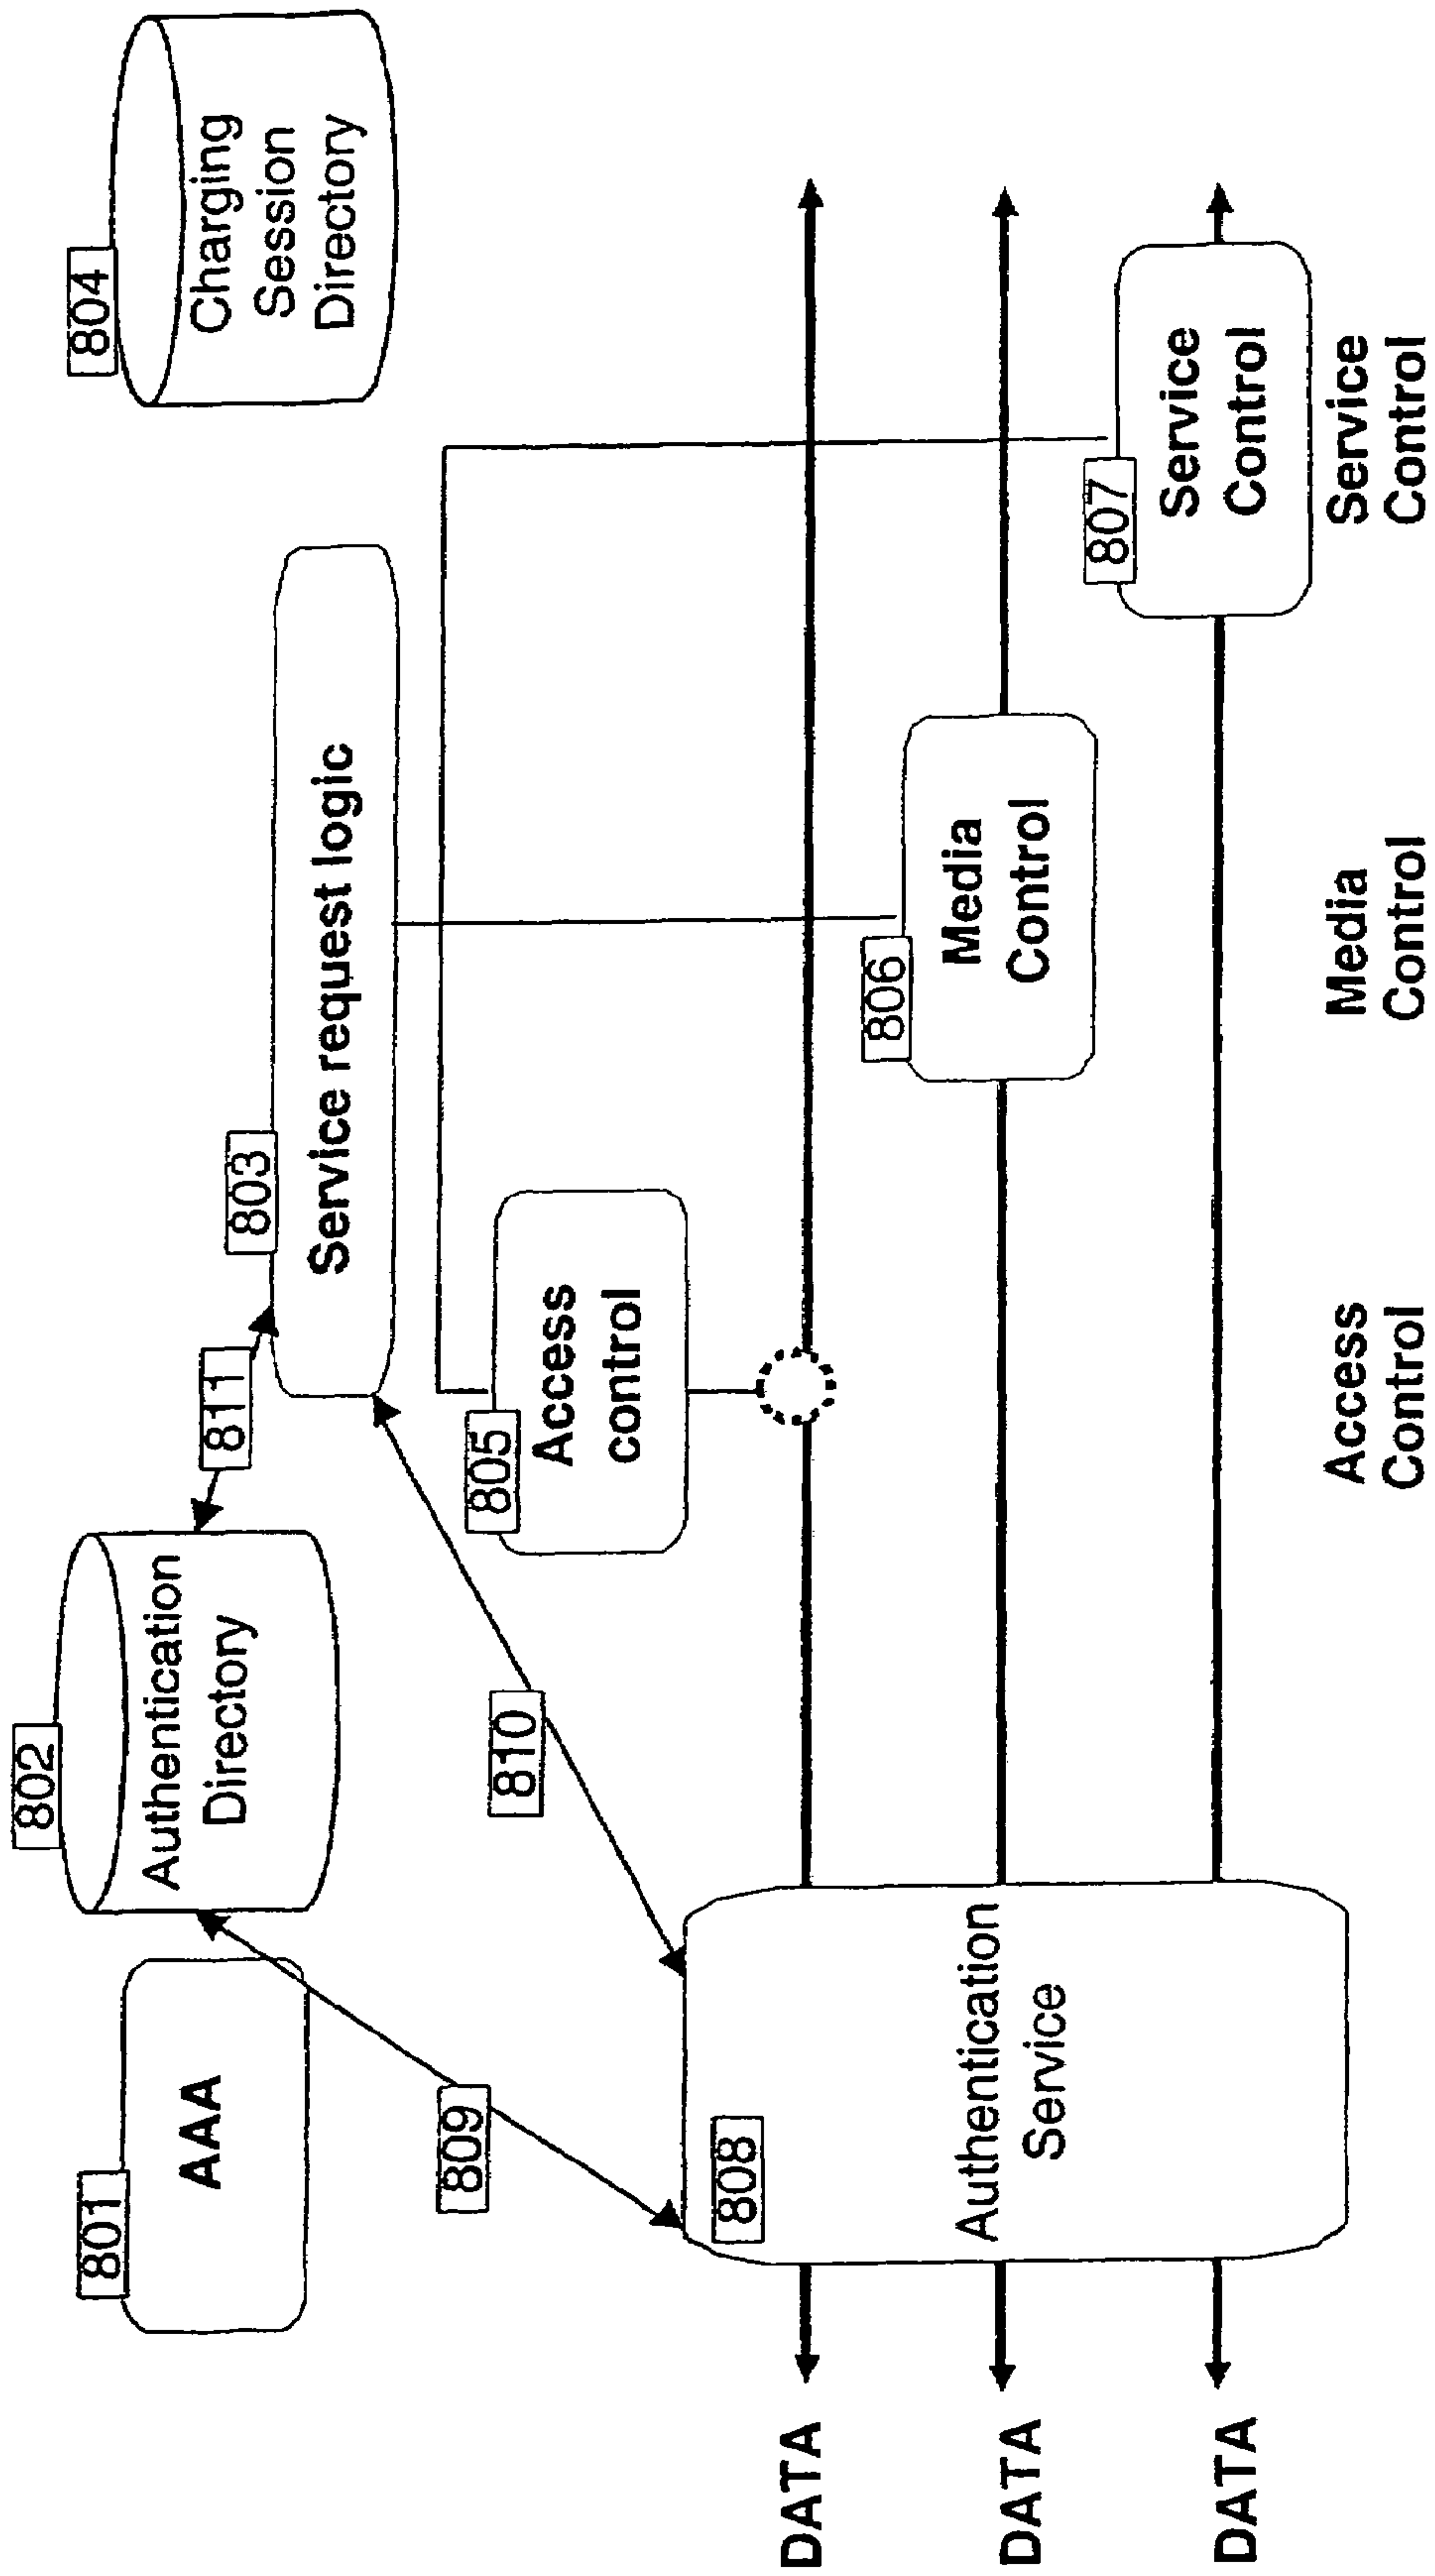 802
804
801
AAA
Authentication
Directory
811
803
Service request logic
Charging
Session
Directory
809
810
805
Access
control
808
Authentication
Service
806
Media
Control
807
Service
Control
DATA
DATA
DATA
Access
Control
Media
Control
Service
Control